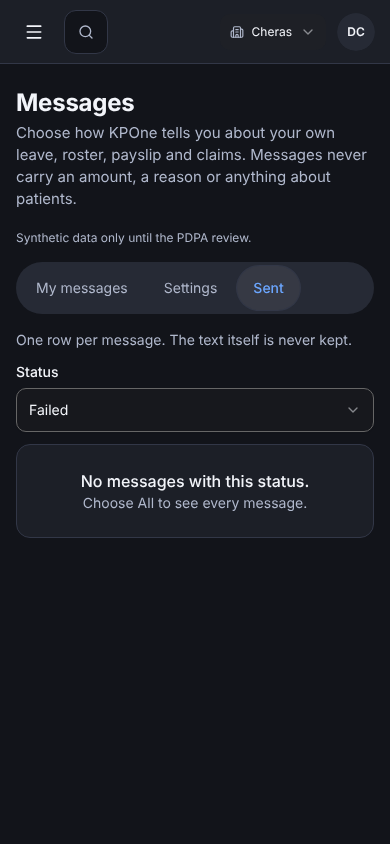 Cheras
DC
Messages
Choose how KPOne tells you about your own
leave, roster, payslip and claims. Messages never
carry an amount, a reason or anything about
patients.
Synthetic data only until the PDPA review.
My messages
Settings
Sent
One row per message. The text itself is never kept.
Status
Failed
No messages with this status.
Choose All to see every message.